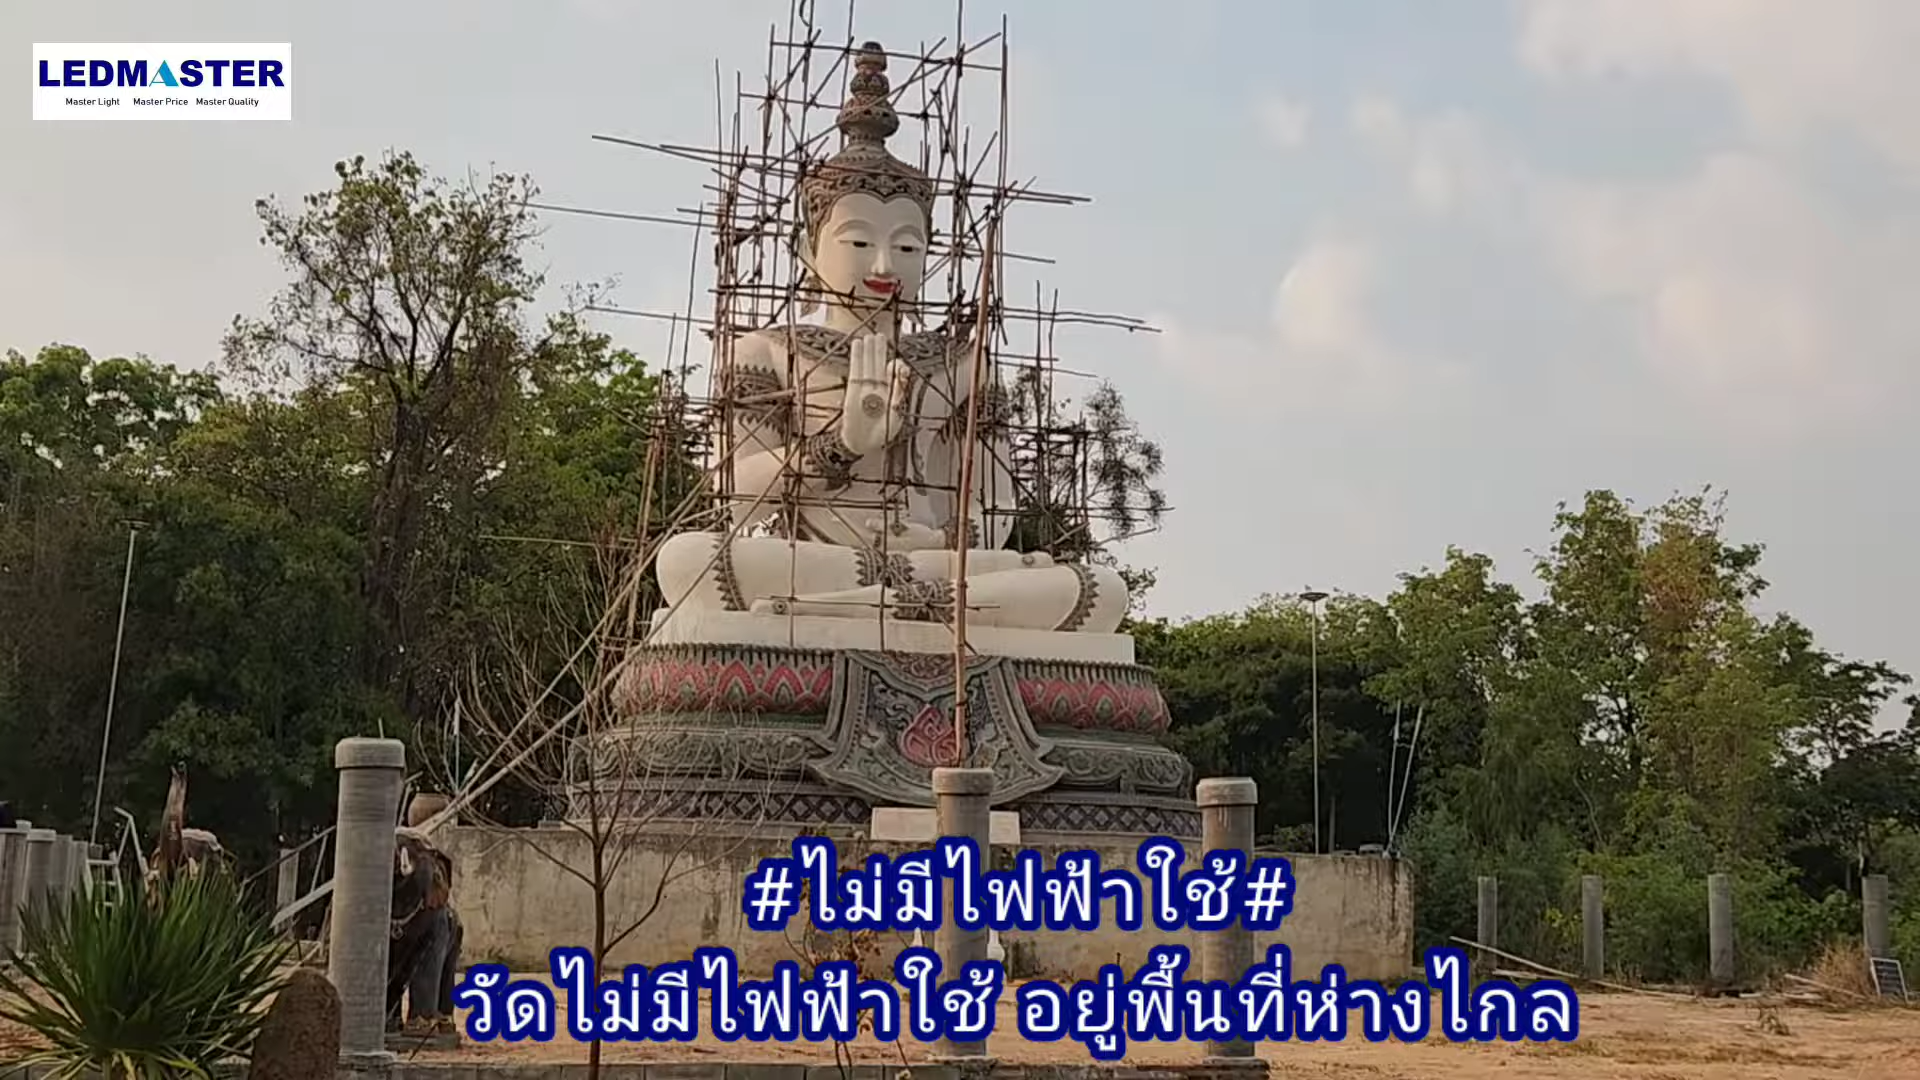 LEDMASTER
Master Light Master Price Master Quality
#ไม่มีไฟฟ้าใช้#
วัดไม่มีไฟฟ้าใช้ อยู่พื้นที่ห่างไกล